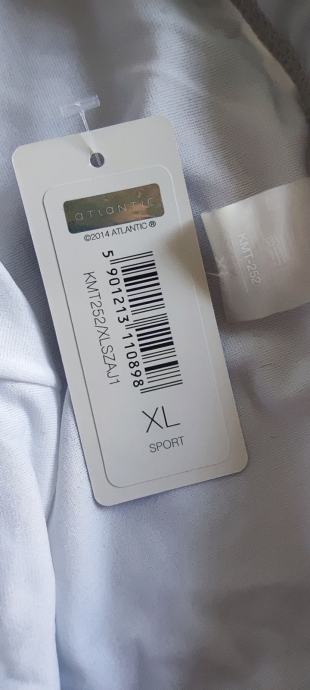 ATLANTIC
©2014 ATLANTIC ®
5 901213 110898
KMT252/XLSZAJ1
XL
SPORT
KMT-252